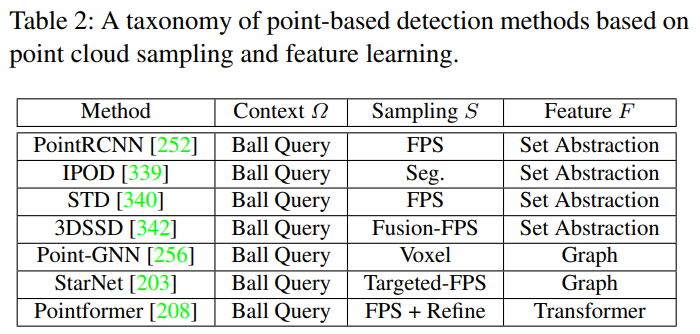 Table 2: A taxonomy of point-based detection methods based on
point cloud sampling and feature learning.
Method Context Ω Sampling S Feature F
PointRCNN [252] Ball Query FPS Set Abstraction
IPOD [339] Ball Query Seg. Set Abstraction
STD [340] Ball Query FPS Set Abstraction
3DSSD [342] Ball Query Fusion-FPS Set Abstraction
Point-GNN [256] Ball Query Voxel Graph
StarNet [203] Ball Query Targeted-FPS Graph
Pointformer [208] Ball Query FPS + Refine Transformer